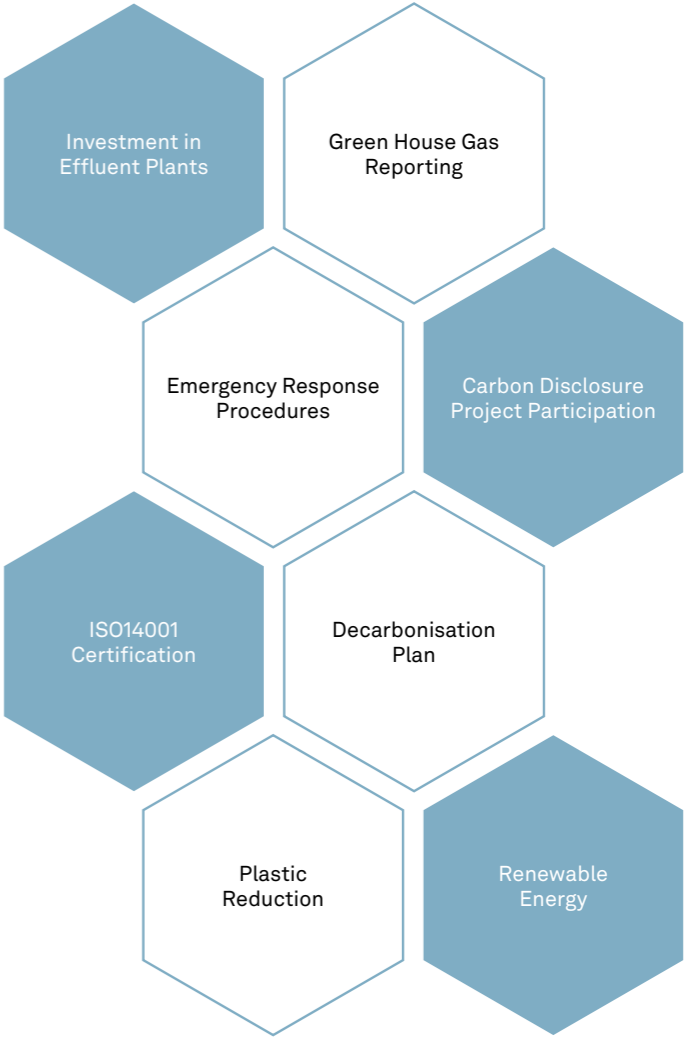 Investment in
Effluent Plants
Green House Gas
Reporting
Emergency Response
Procedures
Carbon Disclosure
Project Participation
ISO14001
Certification
Decarbonisation
Plan
Plastic
Reduction
Renewable
Energy